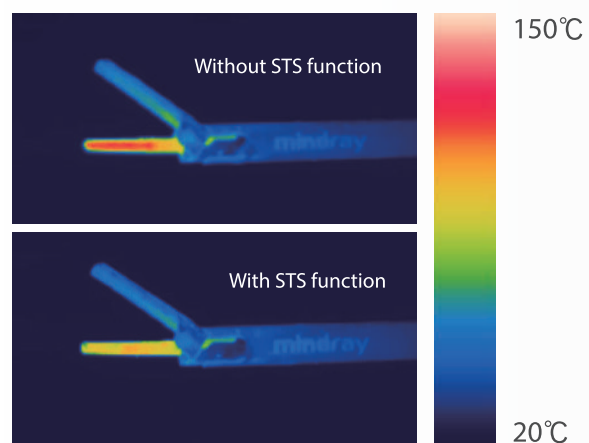 Without STS function
mindray
With STS function
mindray
150℃
20℃